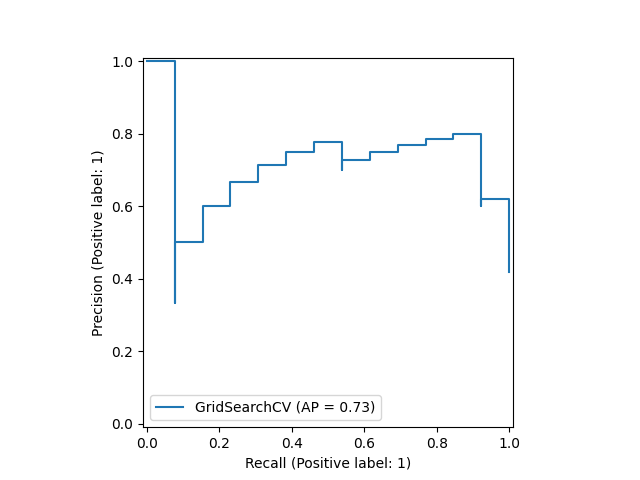 1.0
0.8
0.6
0.4
0.2
0.0
Precision (Positive label: 1)
GridSearchCV (AP = 0.73)
0.0 0.2 0.4 0.6 0.8 1.0
Recall (Positive label: 1)